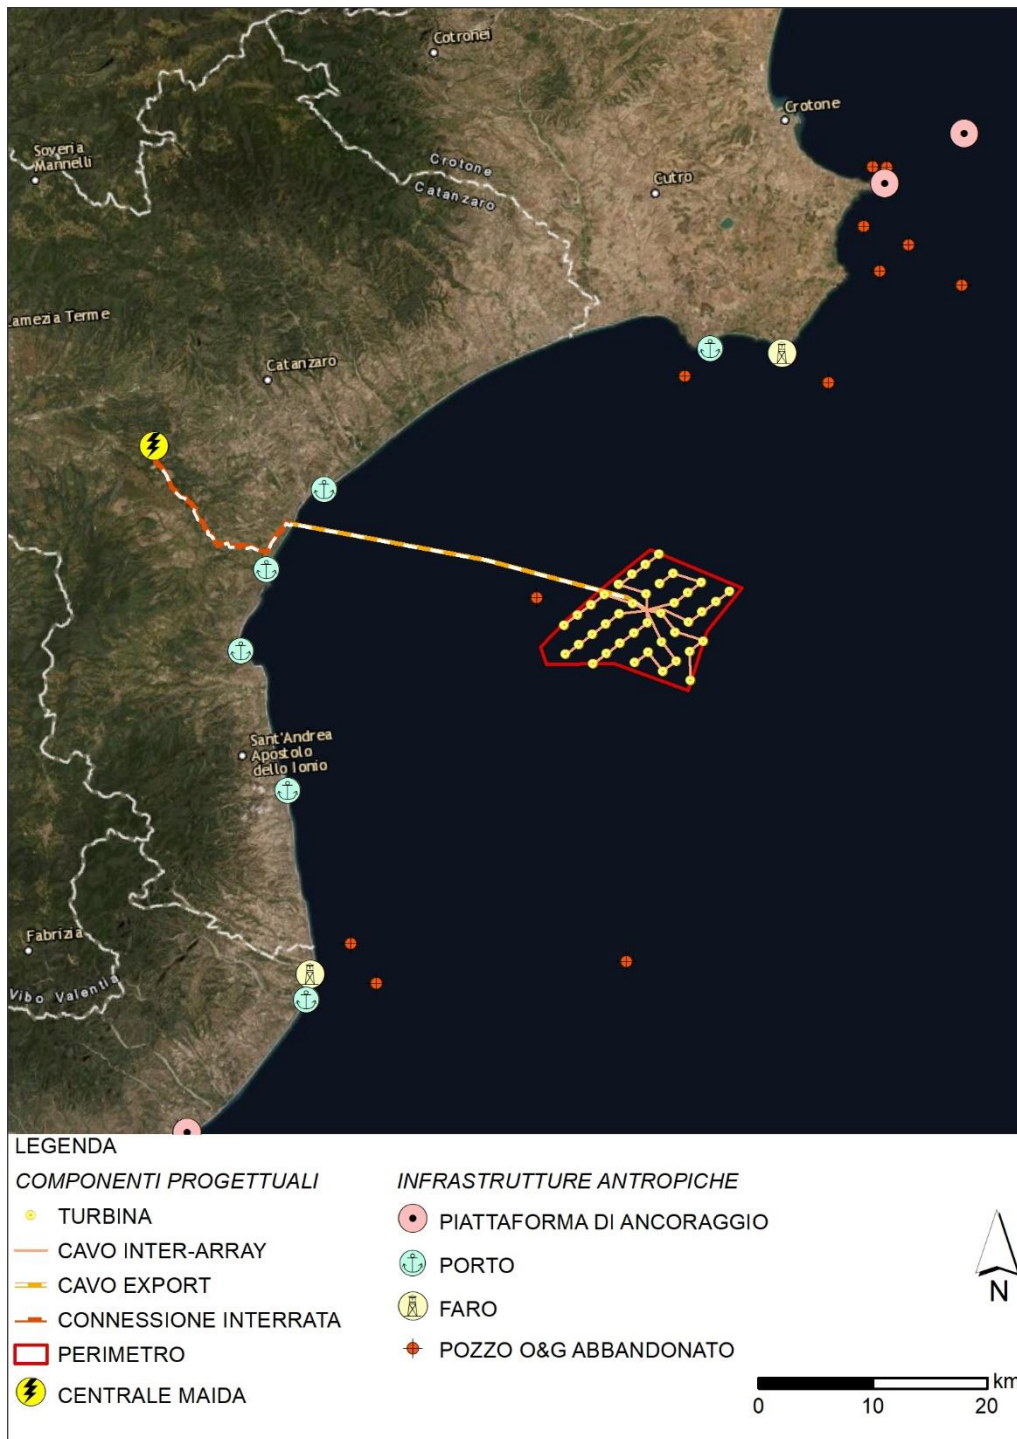 Cotronei
Crotone
Soveria
Mannelli
Crotone
Catanzaro
Cutro
Lamezia Terme
Catanzaro
Sant'Andrea
Apostolo
dello Ionio
Fabrizia
Vibo Valentia
LEGENDA
COMPONENTI PROGETTUALI
TURBINA
CAVO INTER-ARRAY
CAVO EXPORT
CONNESSIONE INTERRATA
PERIMETRO
CENTRALE MAIDA
INFRASTRUTTURE ANTROPICHE
PIATTAFORMA DI ANCORAGGIO
PORTO
FARO
POZZO O&G ABBANDONATO
N
km
0 10 20